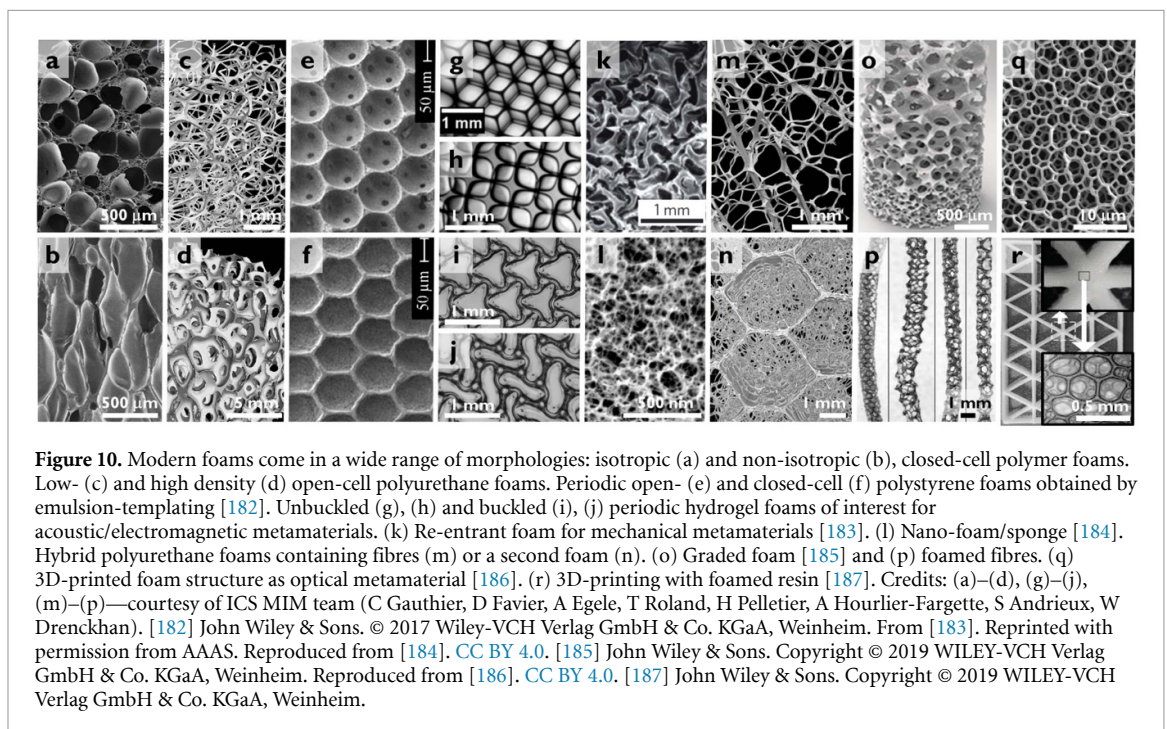 a
c
e
50 μm
g
1 mm
h
1 mm
k
1 mm
m
1 mm
o
500 μm
q
10 μm
500 μm
1 mm
b
500 μm
d
5 mm
f
50 μm
i
1 mm
j
1 mm
l
500 nm
n
1 mm
p
1 mm
r
0.5 mm
Figure 10. Modern foams come in a wide range of morphologies: isotropic (a) and non-isotropic (b), closed-cell polymer foams.
Low- (c) and high density (d) open-cell polyurethane foams. Periodic open- (e) and closed-cell (f) polystyrene foams obtained by
emulsion-templating [182]. Unbuckled (g), (h) and buckled (i), (j) periodic hydrogel foams of interest for
acoustic/electromagnetic metamaterials. (k) Re-entrant foam for mechanical metamaterials [183]. (l) Nano-foam/sponge [184].
Hybrid polyurethane foams containing fibres (m) or a second foam (n). (o) Graded foam [185] and (p) foamed fibres. (q)
3D-printed foam structure as optical metamaterial [186]. (r) 3D-printing with foamed resin [187]. Credits: (a)–(d), (g)–(j),
(m)–(p)—courtesy of ICS MIM team (C Gauthier, D Favier, A Egele, T Roland, H Pelletier, A Hourlier-Fargette, S Andrieux, W
Drenckhan). [182] John Wiley & Sons. © 2017 Wiley-VCH Verlag GmbH & Co. KGaA, Weinheim. From [183]. Reprinted with
permission from AAAS. Reproduced from [184]. CC BY 4.0. [185] John Wiley & Sons. Copyright © 2019 WILEY-VCH Verlag
GmbH & Co. KGaA, Weinheim. Reproduced from [186]. CC BY 4.0. [187] John Wiley & Sons. Copyright © 2019 WILEY-VCH
Verlag GmbH & Co. KGaA, Weinheim.